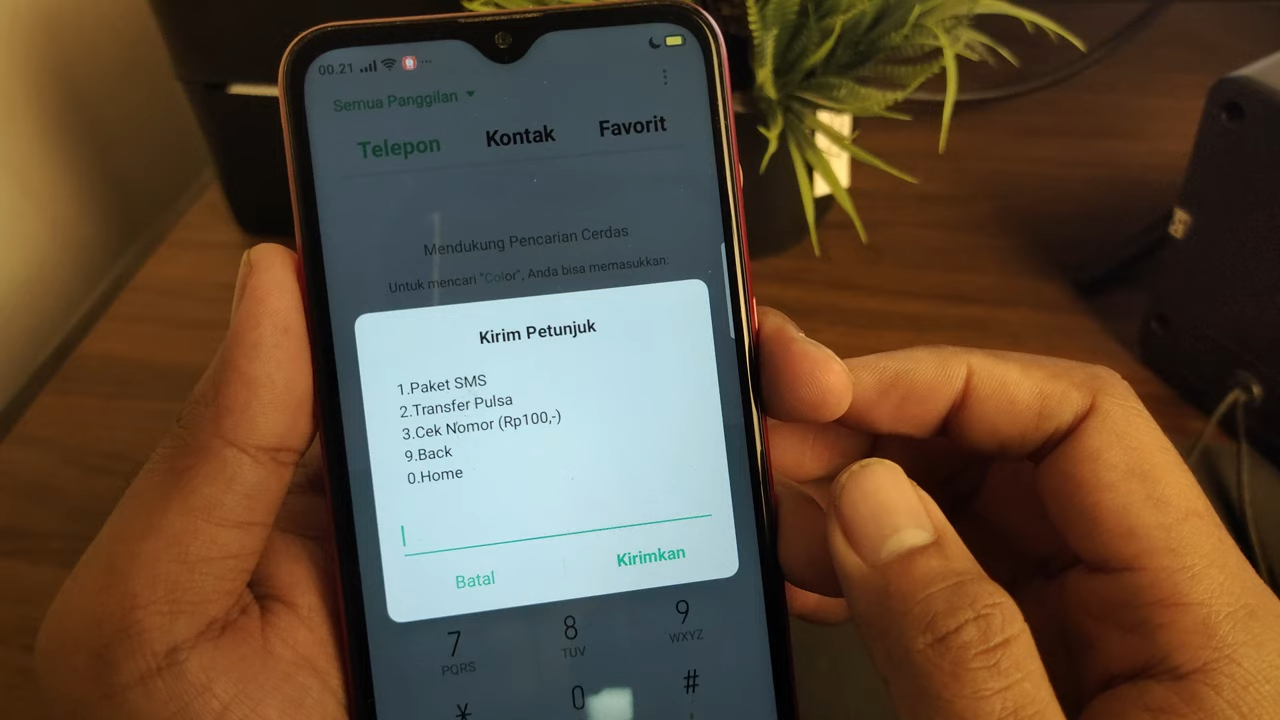 00.21
Semua Panggilan
Telepon Kontak Favorit
Mendukung Pencarian Cerdas
Untuk mencari "Color", Anda bisa memasukkan:
Kirim Petunjuk
1.Paket SMS
2.Transfer Pulsa
3.Cek Nomor (Rp100,-)
9.Back
0.Home
Batal Kirimkan
7 8 9
PQRS TUV WXYZ
* 0 #